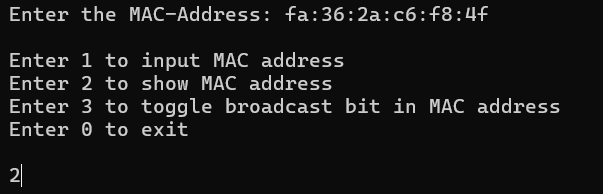 Enter the MAC-Address: fa:36:2a:c6:f8:4f
Enter 1 to input MAC address
Enter 2 to show MAC address
Enter 3 to toggle broadcast bit in MAC address
Enter 0 to exit
2